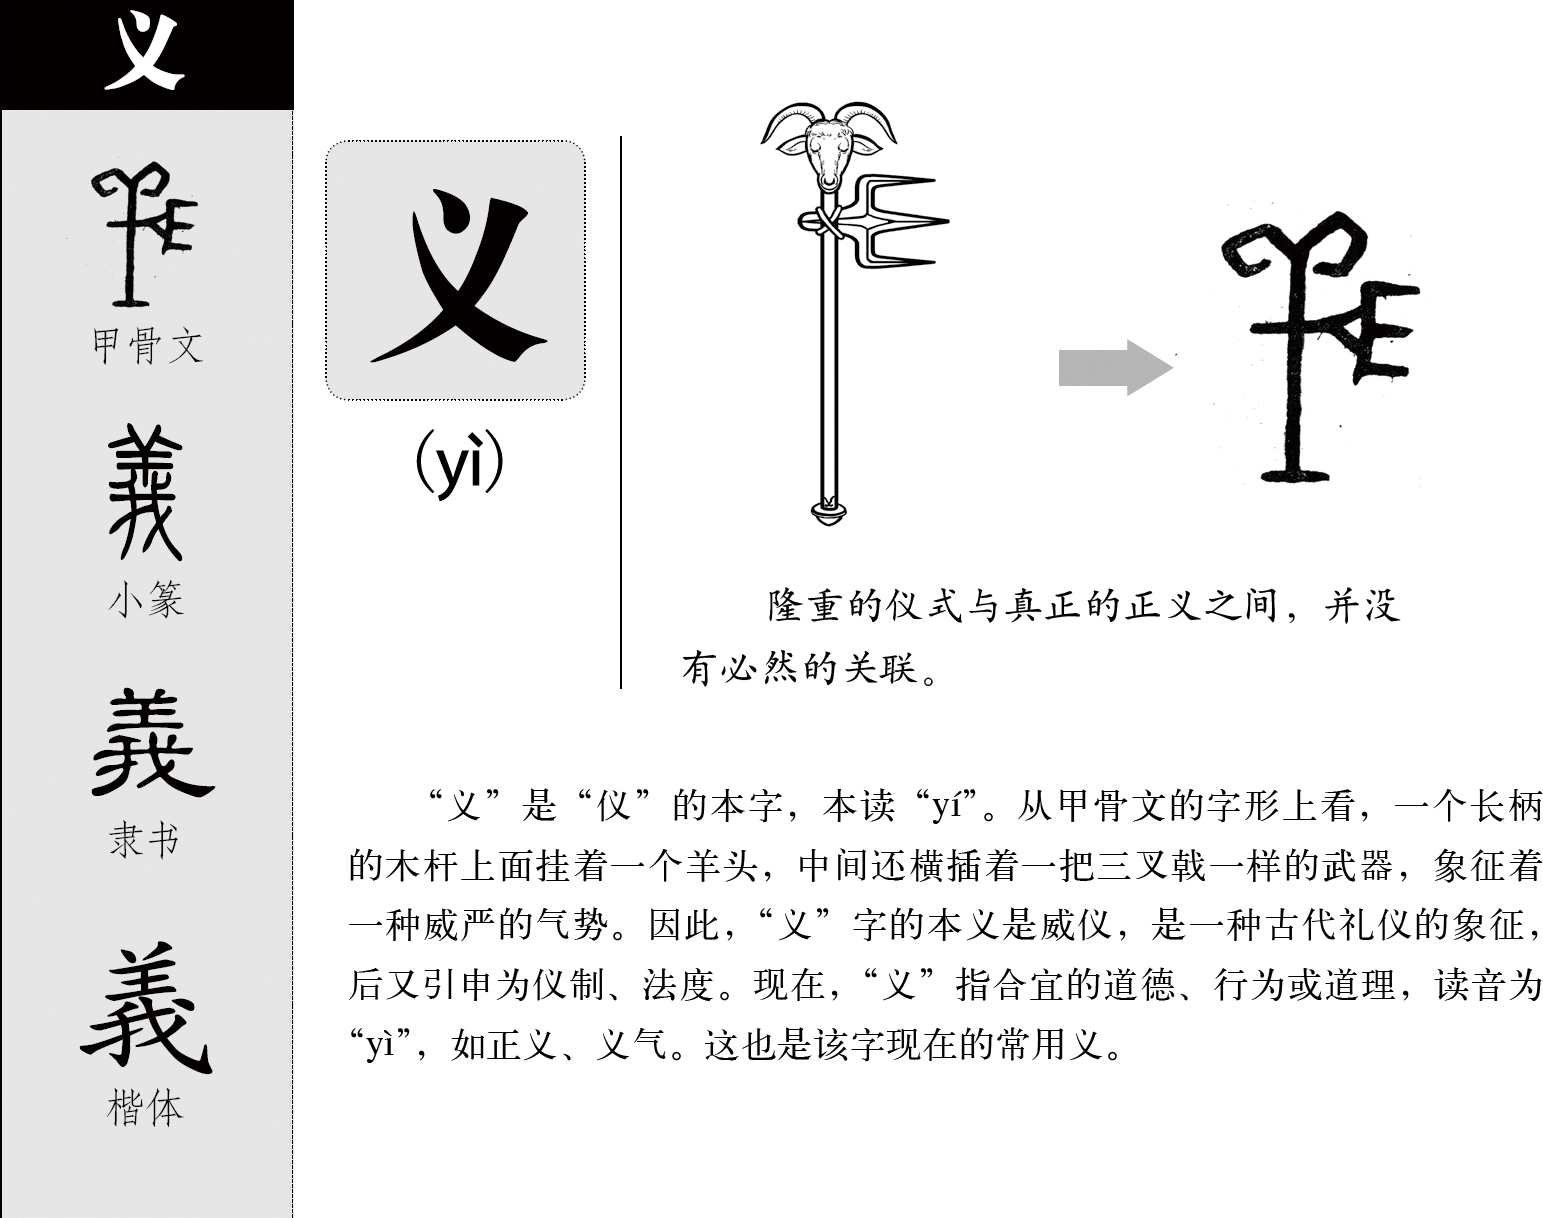 义
甲骨文
義
小篆
義
隶书
義
楷体
义
(yì)
隆重的仪式与真正的正义之间，并没
有必然的关联。
“义”是“仪”的本字，本读“yí”。从甲骨文的字形上看，一个长柄
的木杆上面挂着一个羊头，中间还横插着一把三叉戟一样的武器，象征着
一种威严的气势。因此，“义”字的本义是威仪，是一种古代礼仪的象征，
后又引申为仪制、法度。现在，“义”指合宜的道德、行为或道理，读音为
“yì”，如正义、义气。这也是该字现在的常用义。